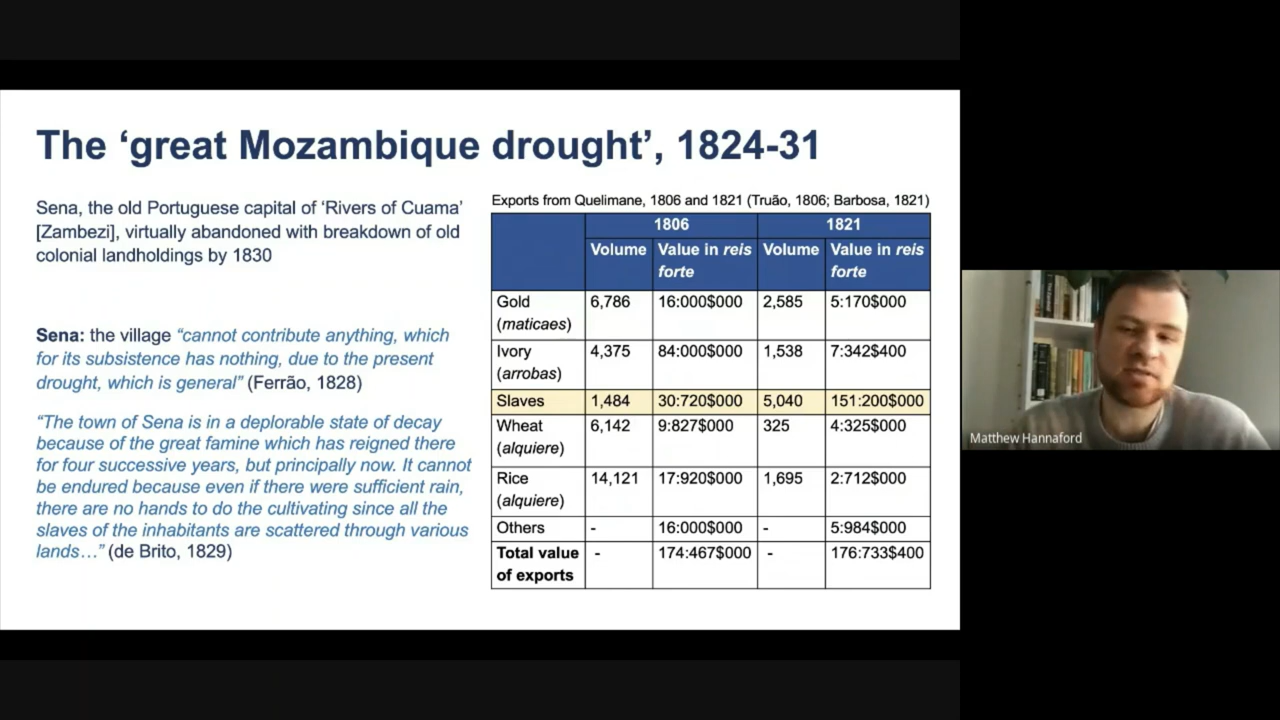 The ‘great Mozambique drought’, 1824-31
Sena, the old Portuguese capital of ‘Rivers of Cuama’
[Zambezi], virtually abandoned with breakdown of old
colonial landholdings by 1830
Sena: the village “cannot contribute anything, which
for its subsistence has nothing, due to the present
drought, which is general” (Ferrão, 1828)
“The town of Sena is in a deplorable state of decay
because of the great famine which has reigned there
for four successive years, but principally now. It cannot
be endured because even if there were sufficient rain,
there are no hands to do the cultivating since all the
slaves of the inhabitants are scattered through various
lands…” (de Brito, 1829)
Exports from Quelimane, 1806 and 1821 (Truão, 1806; Barbosa, 1821)
1806 1821
Volume Value in reis Volume Value in reis
forte forte
Gold 6,786 16:000$000 2,585 5:170$000
(maticaes)
Ivory 4,375 84:000$000 1,538 7:342$400
(arrobas)
Slaves 1,484 30:720$000 5,040 151:200$000
Wheat 6,142 9:827$000 325 4:325$000
(alquiere)
Rice 14,121 17:920$000 1,695 2:712$000
(alquiere)
Others - 16:000$000 - 5:984$000
Total value - 174:467$000 - 176:733$400
of exports
Matthew Hannaford